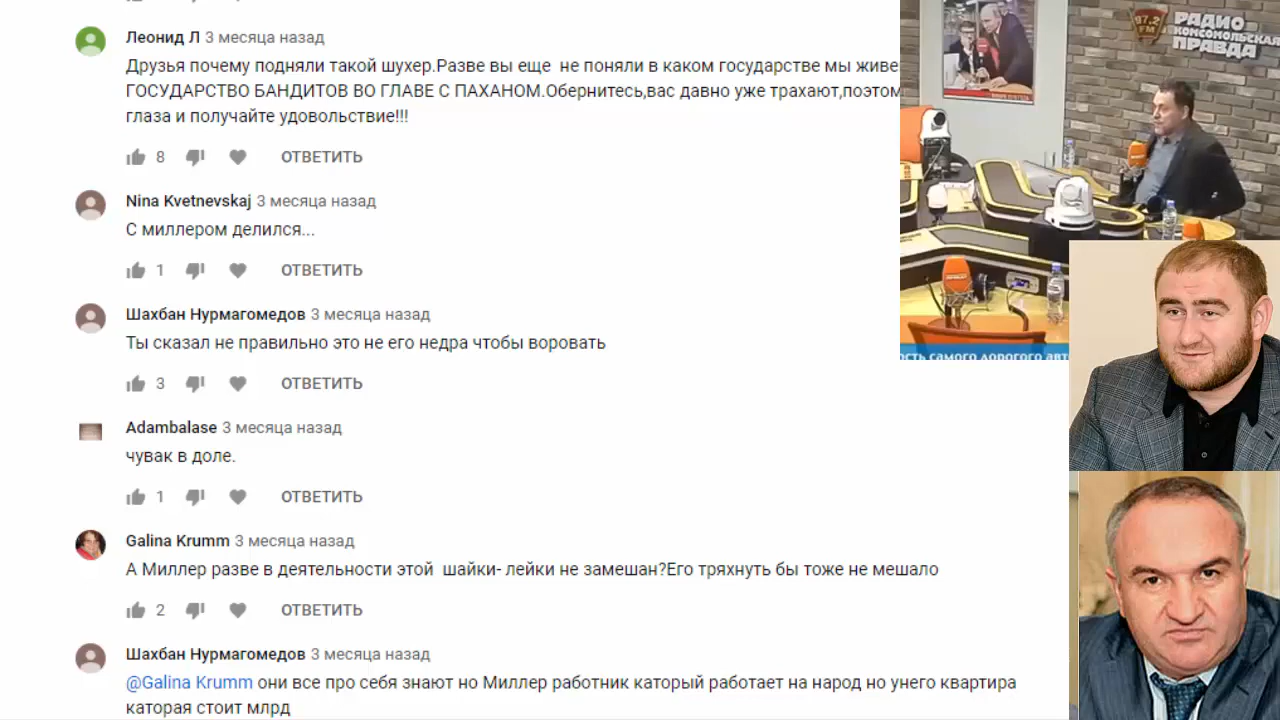 Леонид Л 3 месяца назад
Друзья почему подняли такой шухер.Разве вы еще не поняли в каком государстве мы живе
ГОСУДАРСТВО БАНДИТОВ ВО ГЛАВЕ С ПАХАНОМ.Обернитесь,вас давно уже трахают,поэтом
глаза и получайте удовольствие!!!
8 ОТВЕТИТЬ
Nina Kvetnevskaj 3 месяца назад
С миллером делился...
1 ОТВЕТИТЬ
Шахбан Нурмагомедов 3 месяца назад
Ты сказал не правильно это не его недра чтобы воровать
3 ОТВЕТИТЬ
Adambalase 3 месяца назад
чувак в доле.
1 ОТВЕТИТЬ
Galina Krumm 3 месяца назад
А Миллер разве в деятельности этой шайки- лейки не замешан?Его тряхнуть бы тоже не мешало
2 ОТВЕТИТЬ
Шахбан Нурмагомедов 3 месяца назад
@Galina Krumm они все про себя знают но Миллер работник каторый работает на народ но унего квартира
каторая стоит млрд
97,2
FM
РАДИО
КОМСОМОЛЬСКАЯ
ПРАВДА
ость самого дорогого авт